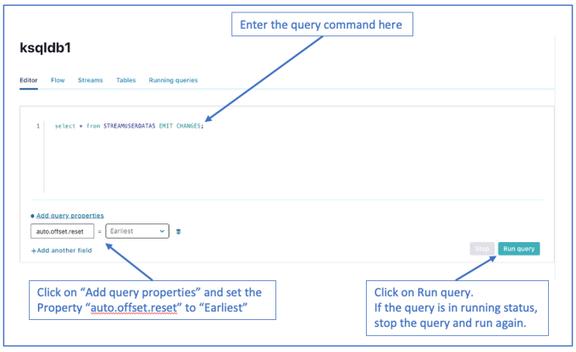 Enter the query command here
ksqldb1
Editor Flow Streams Tables Running queries
1 select * from STREAMUSERDATAS EMIT CHANGES;
Add query properties
auto.offset.reset = Earliest
+Add another field
Stop Run query
Click on “Add query properties” and set the
Property “auto.offset.reset” to “Earliest”
Click on Run query.
If the query is in running status,
stop the query and run again.